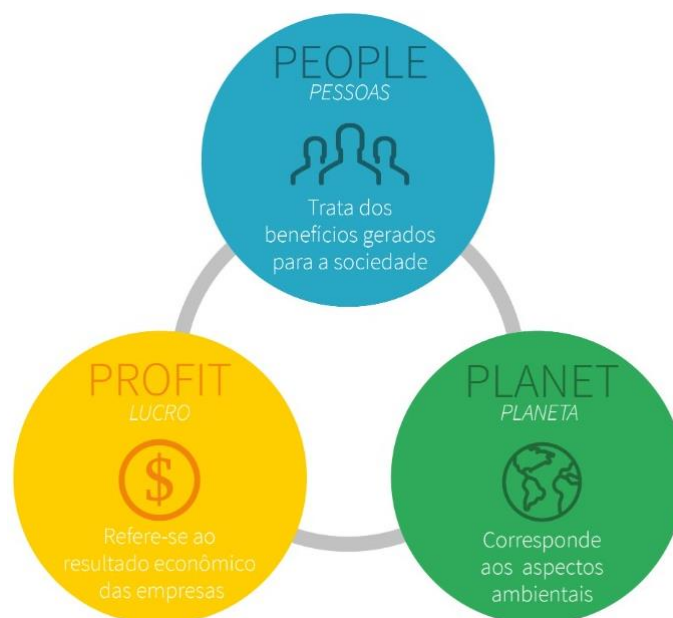 PEOPLE
PESSOAS
Trata dos
benefícios gerados
para a sociedade
PROFIT
LUCRO
$
Refere-se ao
resultado econômico
das empresas
PLANET
PLANETA
Corresponde
aos aspectos
ambientais